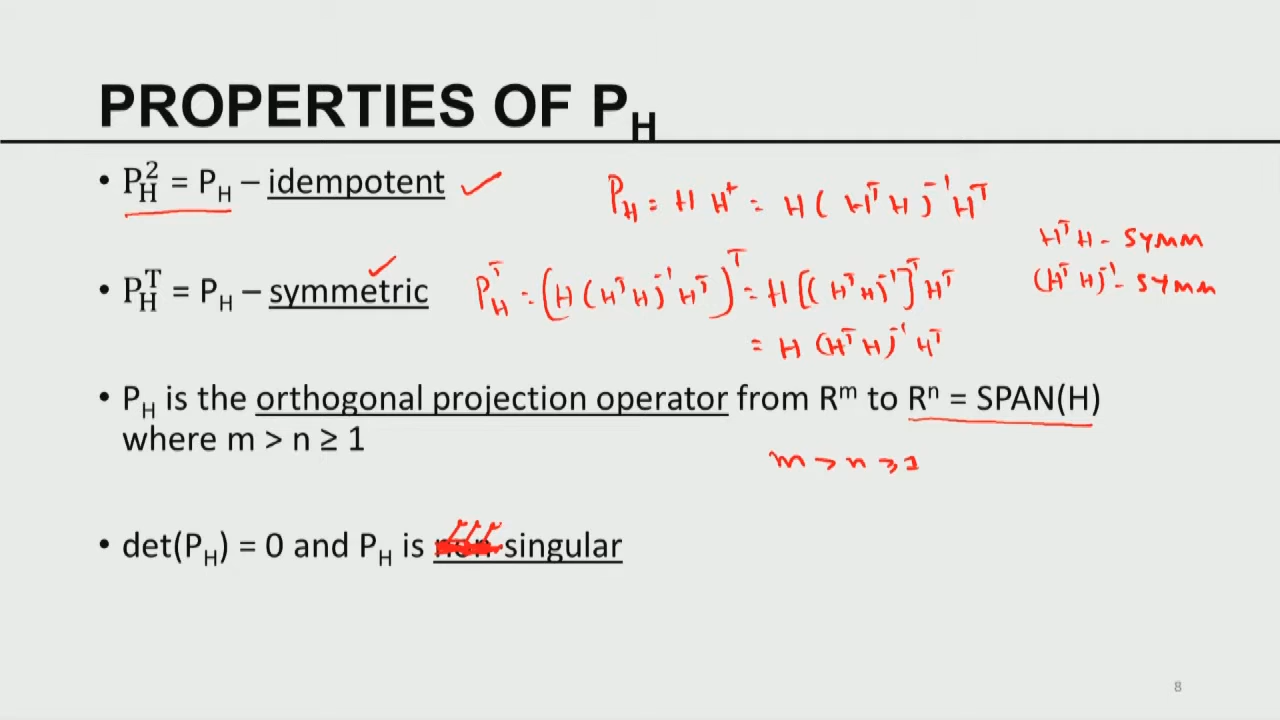 PROPERTIES OF P_H
• P_H^2 = P_H – idempotent ✓
P_H = H H^+ = H ( H^T H )^-1 H^T
H^T H - SYMM
• P_H^T = P_H – symmetric ✓
P_H^T = ( H ( H^T H )^-1 H^T )^T = H [ ( H^T H )^-1 ]^T H^T
( H^T H )^-1 - SYMM
= H ( H^T H )^-1 H^T
• P_H is the orthogonal projection operator from R^m to R^n = SPAN(H)
where m > n ≥ 1
m > n ≥ 1
• det(P_H) = 0 and P_H is non singular
8